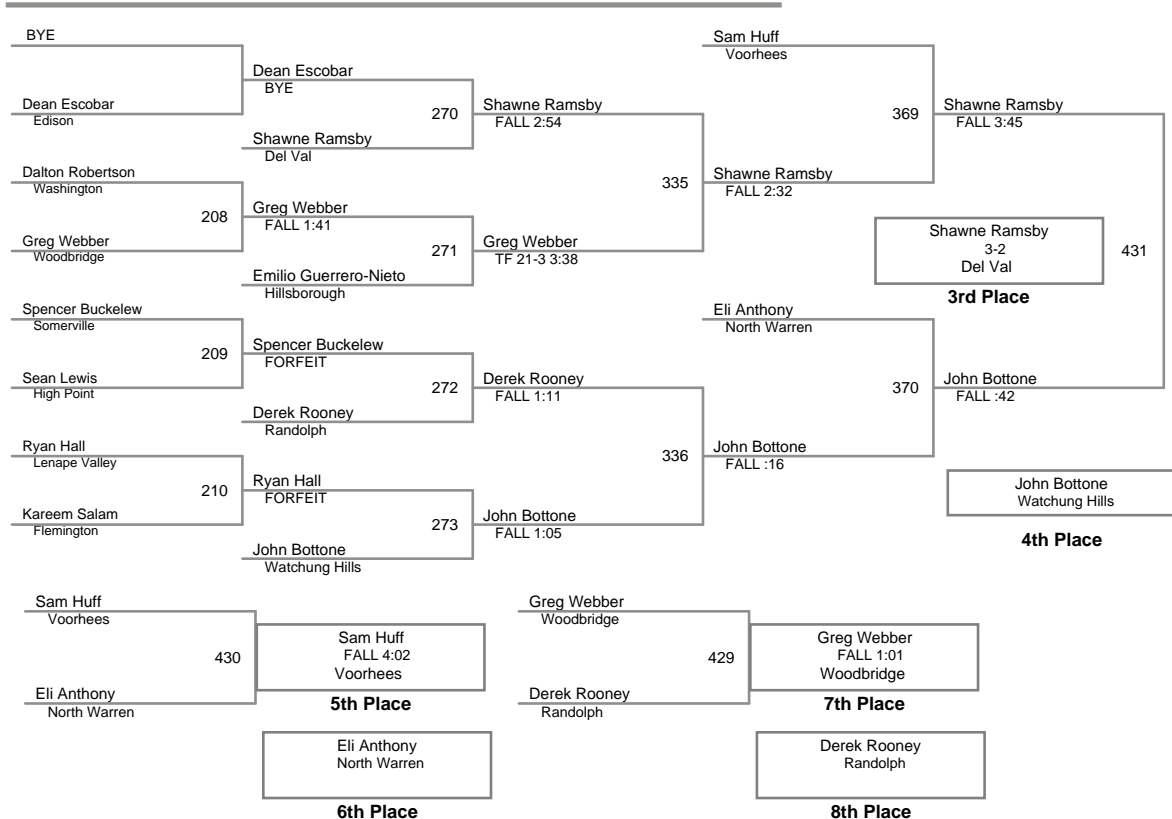 BYE
Dean Escobar
Edison
Dalton Robertson
Washington
208
Greg Webber
Woodbridge
Spencer Buckelew
Somerville
209
Sean Lewis
High Point
Ryan Hall
Lenape Valley
210
Kareem Salam
Flemington
Dean Escobar
BYE
270
Shawne Ramsby
Del Val
Greg Webber
FALL 1:41
271
Emilio Guerrero-Nieto
Hillsborough
Spencer Buckelew
FORFEIT
272
Derek Rooney
Randolph
Ryan Hall
FORFEIT
273
John Bottone
Watchung Hills
Shawne Ramsby
FALL 2:54
335
Greg Webber
TF 21-3 3:38
Derek Rooney
FALL 1:11
336
John Bottone
FALL 1:05
Sam Huff
Voorhees
369
Shawne Ramsby
FALL 2:32
Eli Anthony
North Warren
370
John Bottone
FALL :16
Shawne Ramsby
FALL 3:45
431
John Bottone
FALL :42
Shawne Ramsby
3-2
Del Val
3rd Place
John Bottone
Watchung Hills
4th Place
Sam Huff
Voorhees
430
Eli Anthony
North Warren
Sam Huff
FALL 4:02
Voorhees
5th Place
Eli Anthony
North Warren
6th Place
Greg Webber
Woodbridge
429
Derek Rooney
Randolph
Greg Webber
FALL 1:01
Woodbridge
7th Place
Derek Rooney
Randolph
8th Place